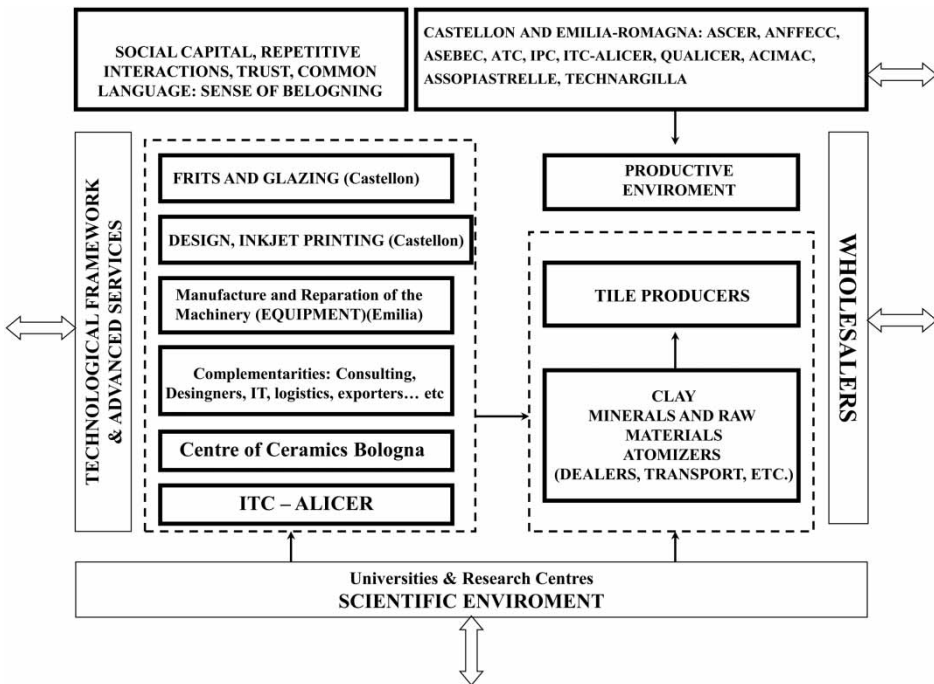 SOCIAL CAPITAL, REPETITIVE
INTERACTIONS, TRUST, COMMON
LANGUAGE: SENSE OF BELOGNING
CASTELLON AND EMILIA-ROMAGNA: ASCER, ANFFECC,
ASEBEC, ATC, IPC, ITC-ALICER, QUALICER, ACIMAC,
ASSOPIASTRELLE, TECHNARGILLA
TECHNOLOGICAL FRAMEWORK
& ADVANCED SERVICES
FRITS AND GLAZING (Castellon)
DESIGN, INKJET PRINTING (Castellon)
Manufacture and Reparation of the
Machinery (EQUIPMENT)(Emilia)
Complementarities: Consulting,
Desingners, IT, logistics, exporters… etc
Centre of Ceramics Bologna
ITC – ALICER
PRODUCTIVE
ENVIROMENT
TILE PRODUCERS
CLAY
MINERALS AND RAW
MATERIALS
ATOMIZERS
(DEALERS, TRANSPORT, ETC.)
WHOLESALERS
Universities & Research Centres
SCIENTIFIC ENVIROMENT